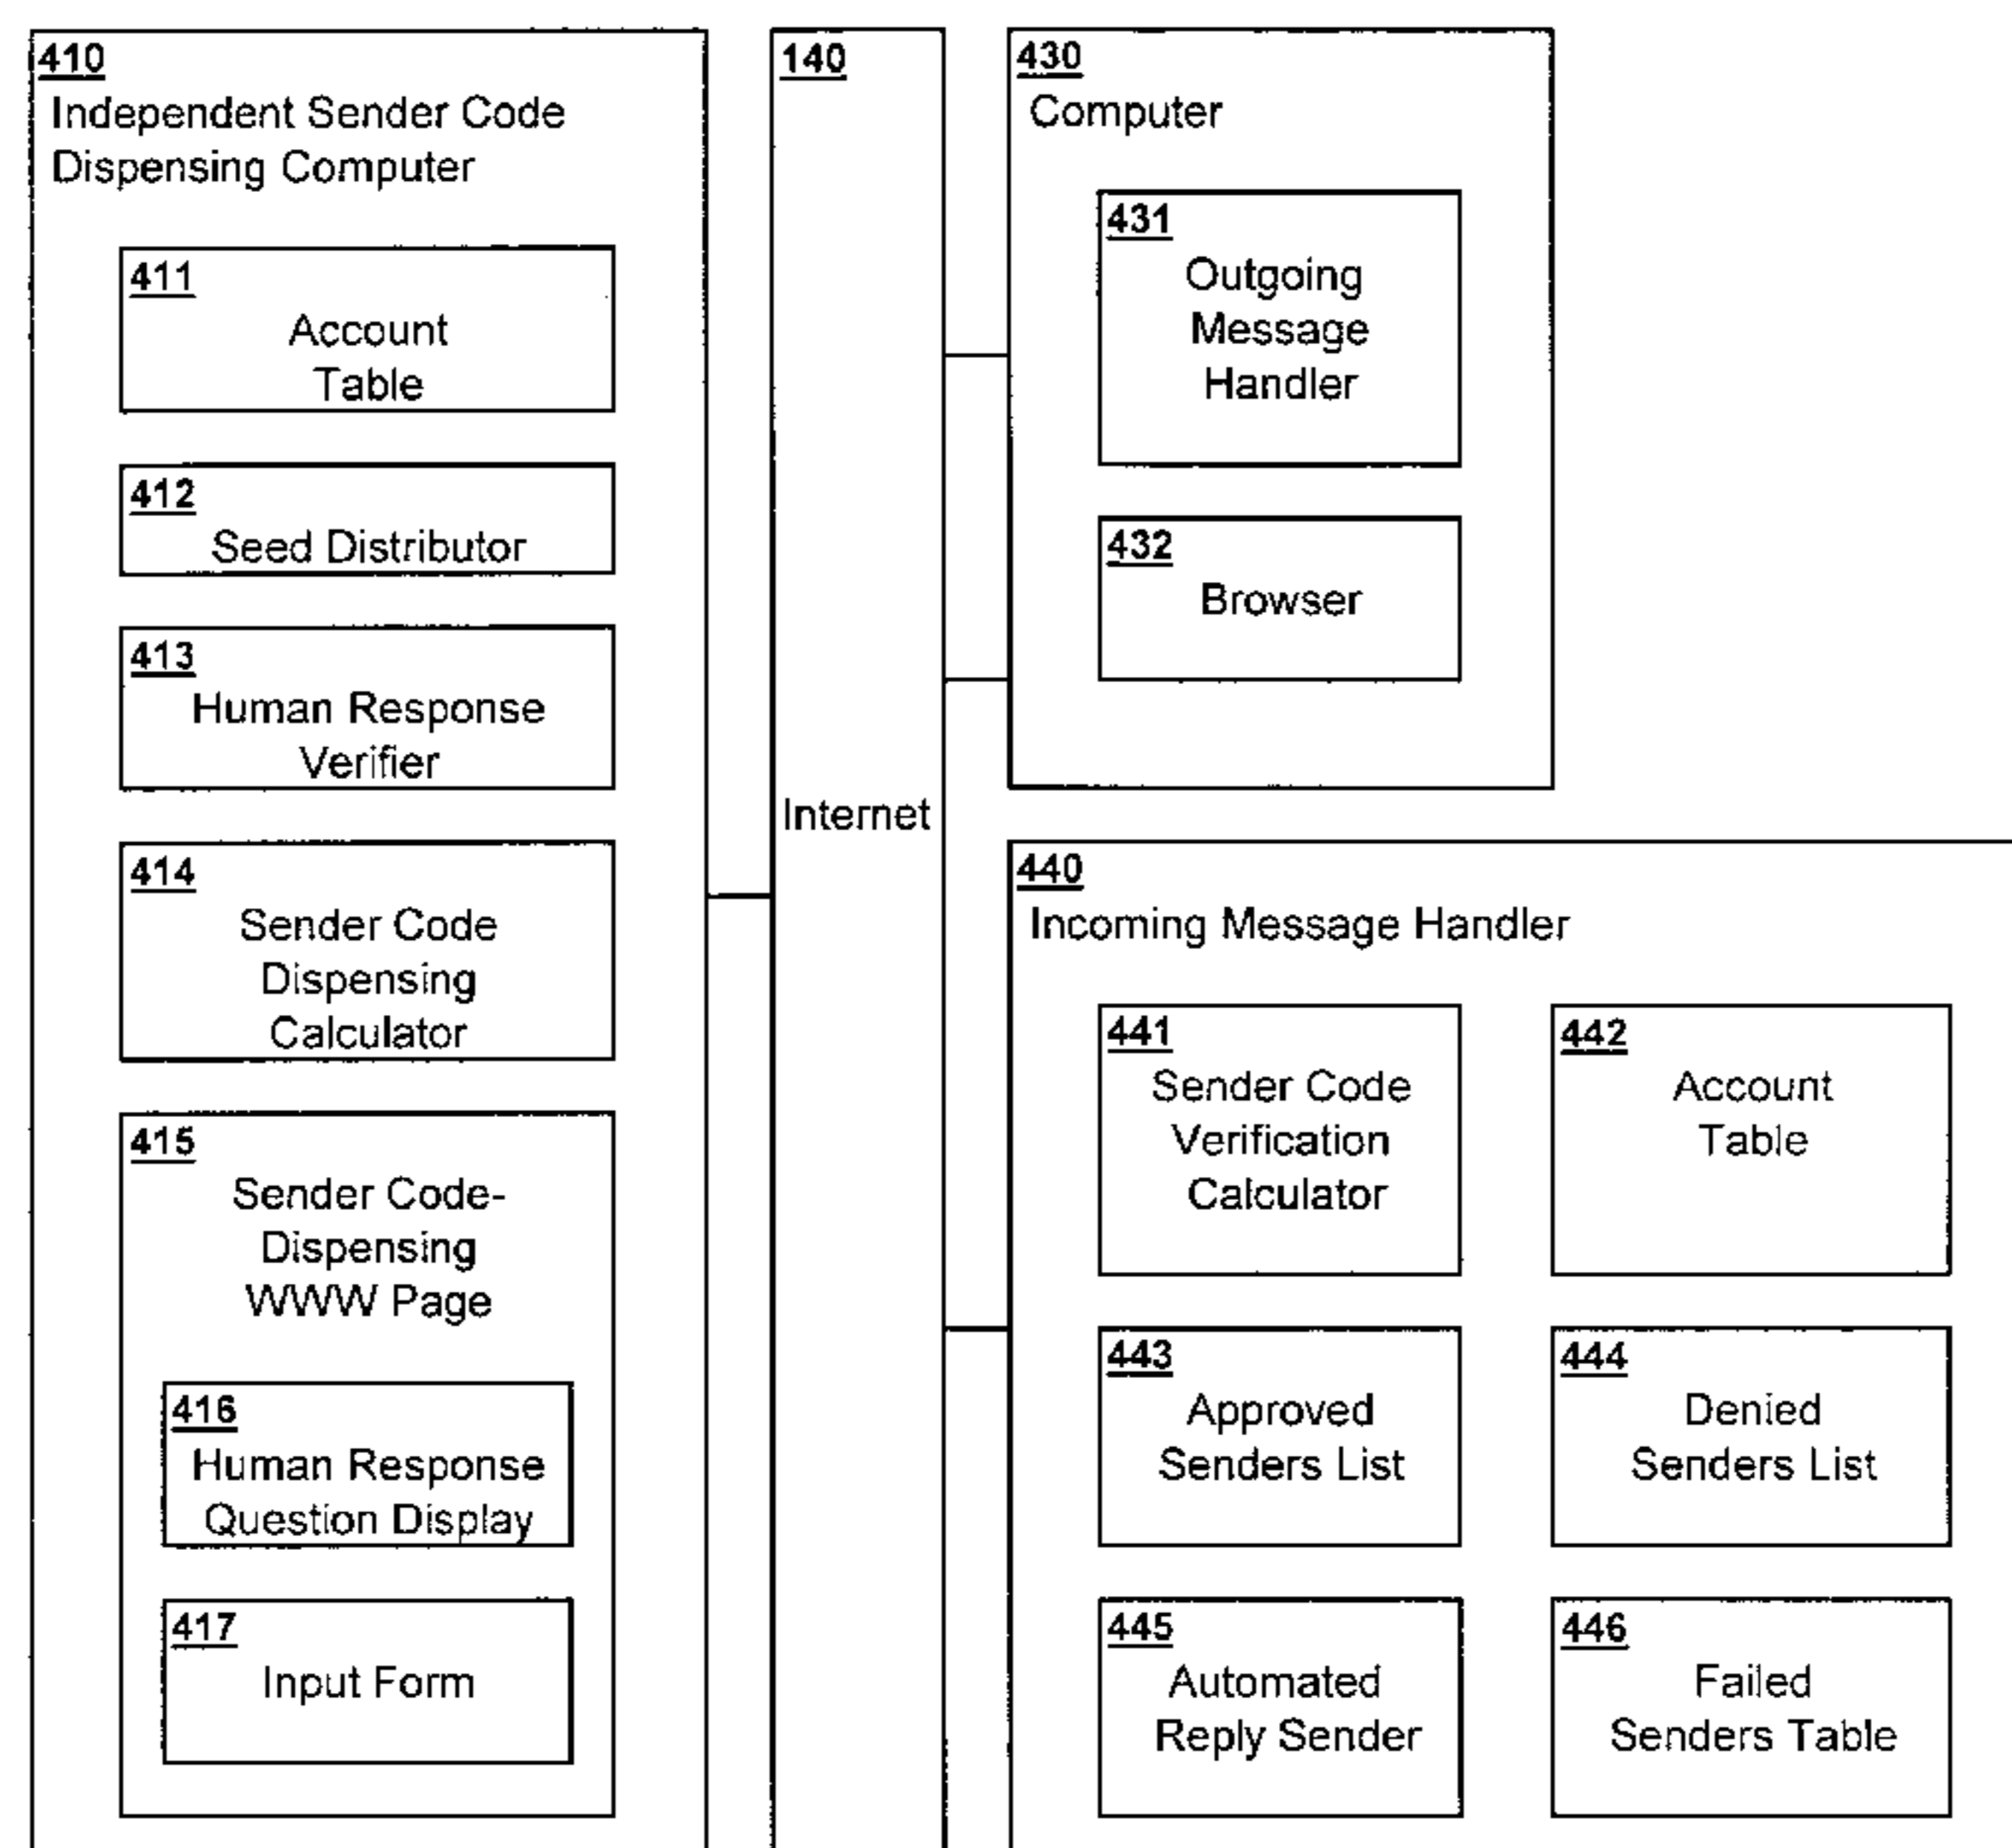 410
Independent Sender Code
Dispensing Computer
411
Account
Table
412
Seed Distributor
413
Human Response
Verifier
414
Sender Code
Dispensing
Calculator
415
Sender Code-
Dispensing
WWW Page
416
Human Response
Question Display
417
Input Form
140
Internet
430
Computer
431
Outgoing
Message
Handler
432
Browser
440
Incoming Message Handler
441
Sender Code
Verification
Calculator
442
Account
Table
443
Approved
Senders List
444
Denied
Senders List
445
Automated
Reply Sender
446
Failed
Senders Table